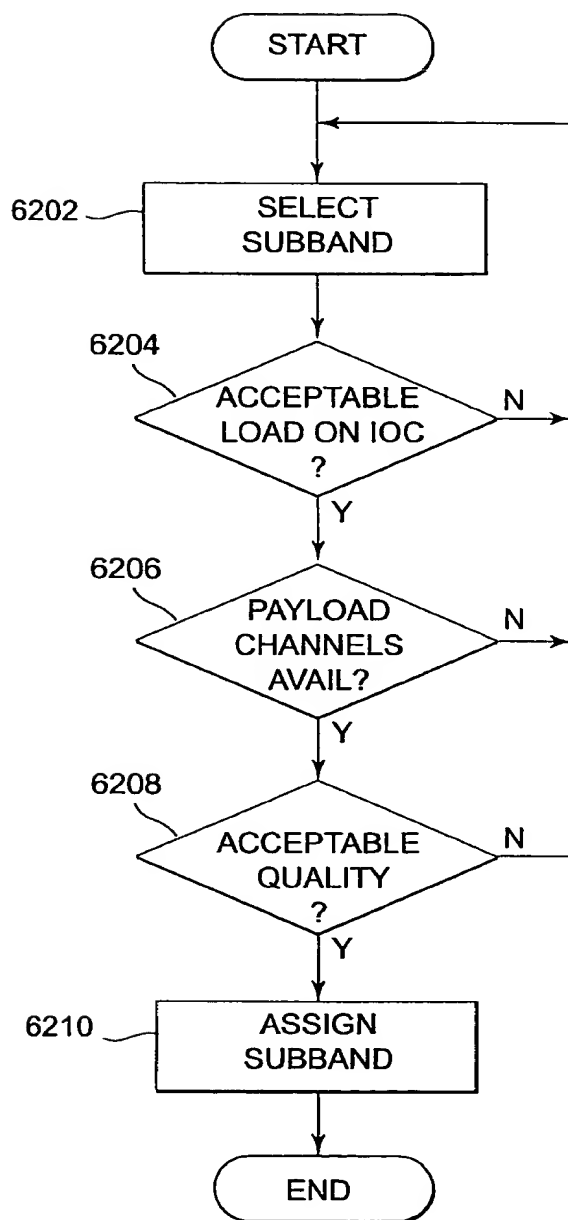 START
6202
SELECT
SUBBAND
6204
ACCEPTABLE
LOAD ON IOC
?
N
Y
6206
PAYLOAD
CHANNELS
AVAIL?
N
Y
6208
ACCEPTABLE
QUALITY
?
N
Y
6210
ASSIGN
SUBBAND
END